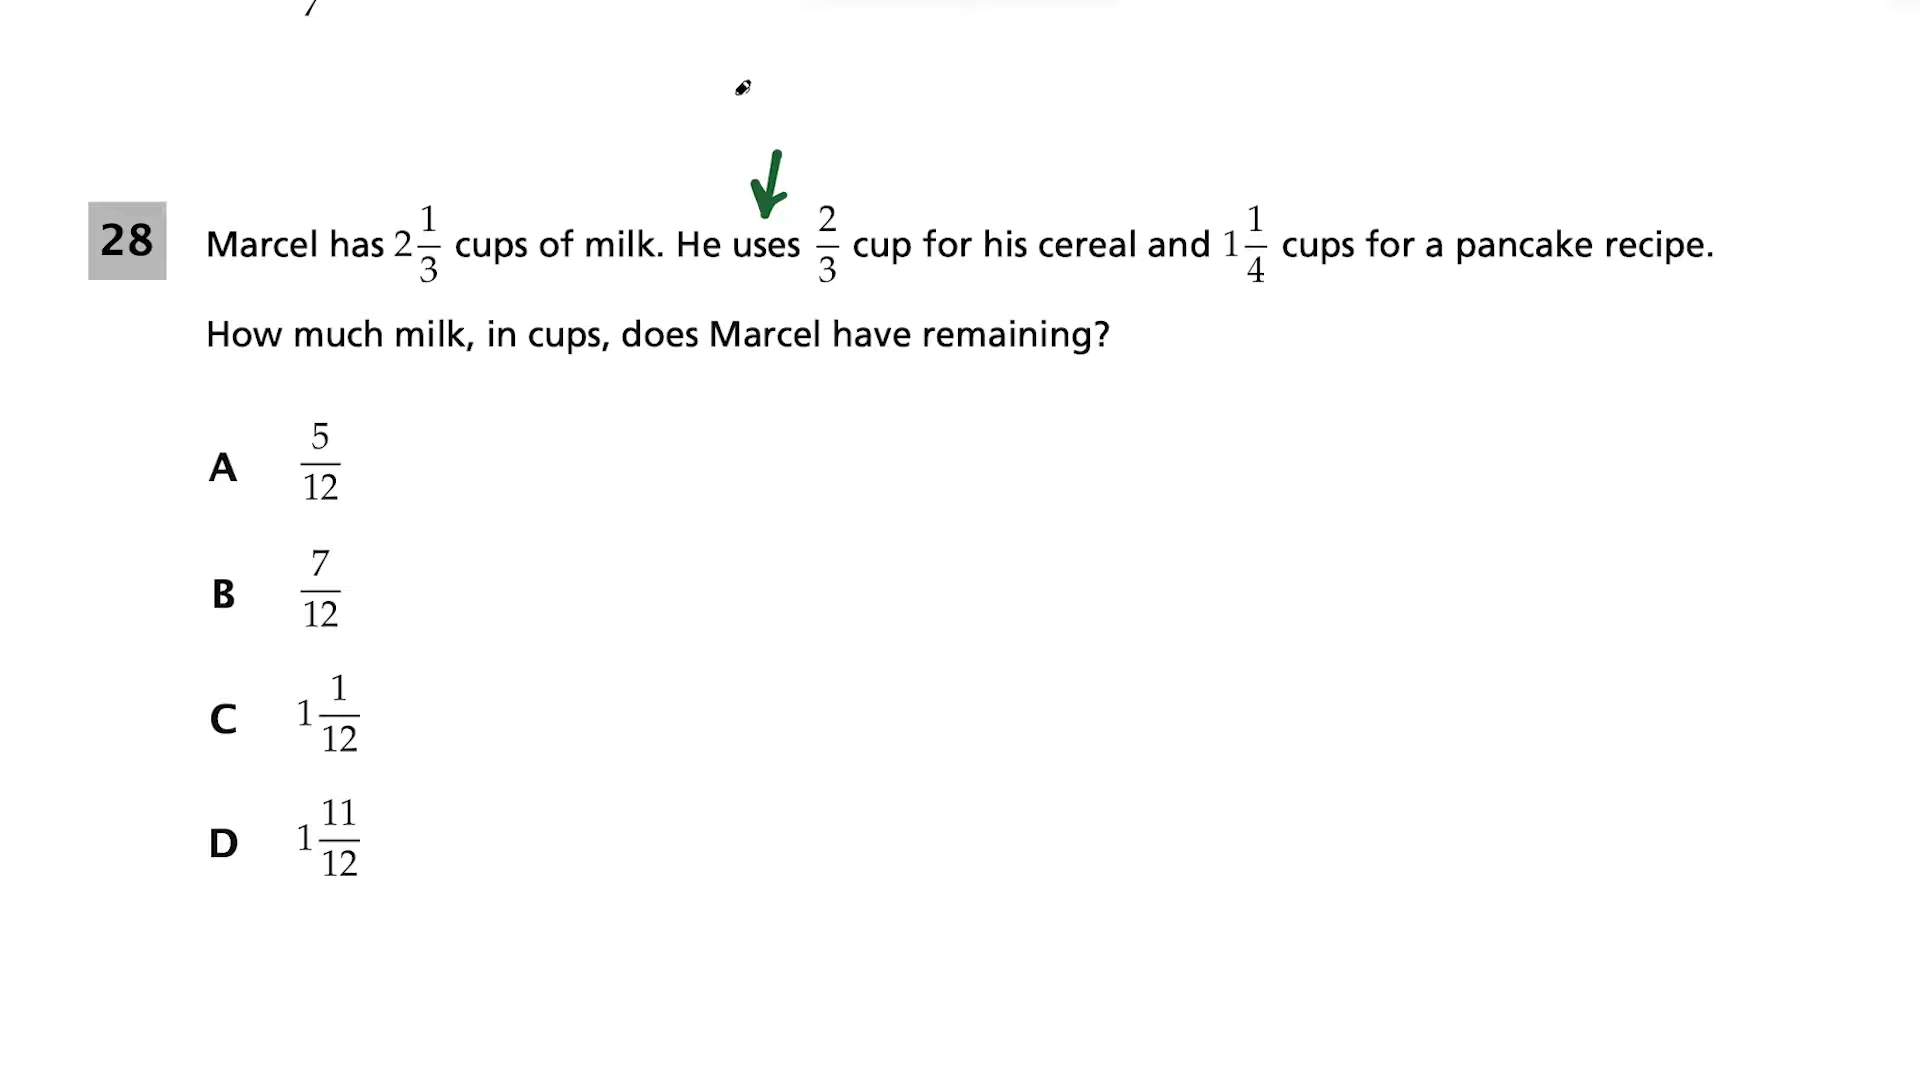 28 Marcel has 2 1/3 cups of milk. He uses 2/3 cup for his cereal and 1 1/4 cups for a pancake recipe.
How much milk, in cups, does Marcel have remaining?
A 5/12
B 7/12
C 1 1/12
D 1 11/12